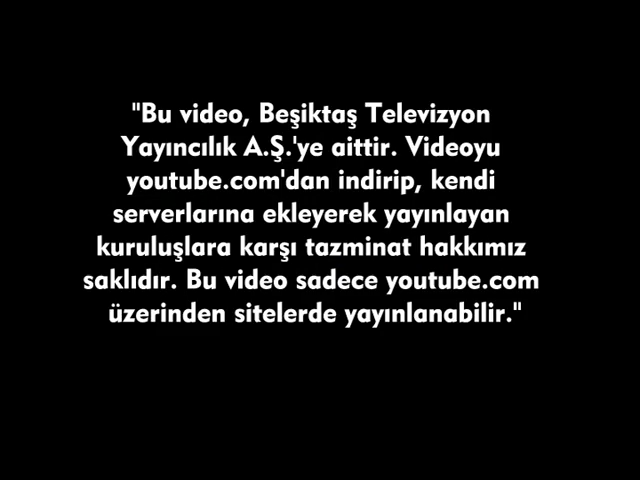 "Bu video, Beşiktaş Televizyon
Yayıncılık A.Ş.'ye aittir. Videoyu
youtube.com'dan indirip, kendi
serverlarına ekleyerek yayınlayan
kuruluşlara karşı tazminat hakkımız
saklıdır. Bu video sadece youtube.com
üzerinden sitelerde yayınlanabilir."